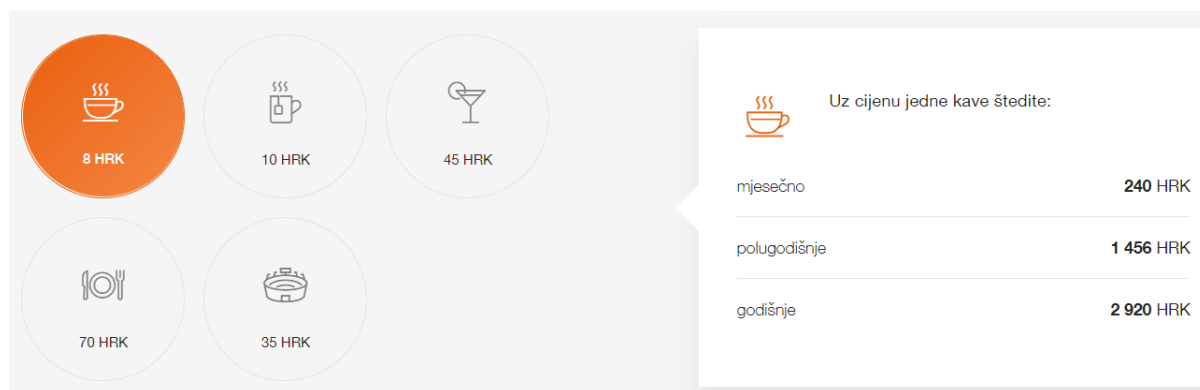 8 HRK
10 HRK
45 HRK
70 HRK
35 HRK
Uz cijenu jedne kave štedite:
mjesečno 240 HRK
polugodišnje 1 456 HRK
godišnje 2 920 HRK